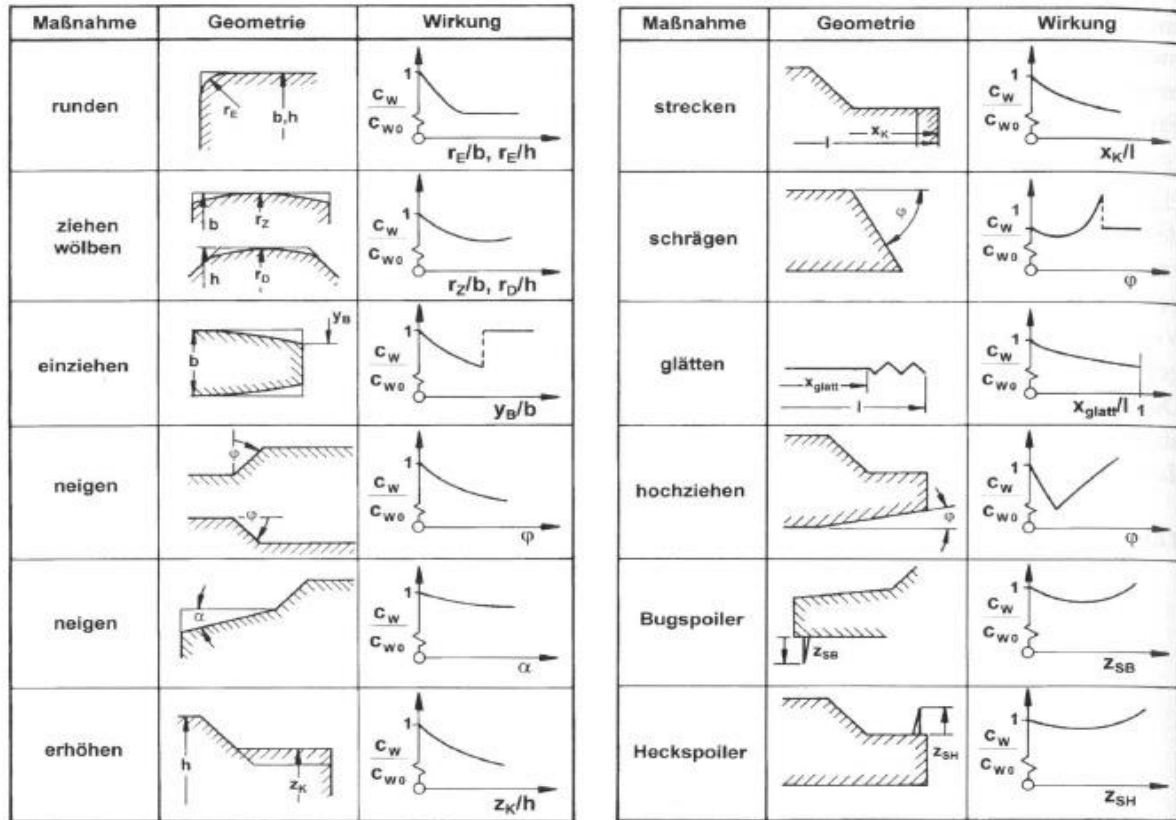 Maßnahme Geometrie Wirkung
runden
r_E
b,h
1
c_W
c_W0
r_E/b, r_E/h
ziehen
wölben
b
r_Z
h
r_D
1
c_W
c_W0
r_Z/b, r_D/h
einziehen
b
y_B
1
c_W
c_W0
y_B/b
neigen
φ
φ
1
c_W
c_W0
φ
neigen
α
1
c_W
c_W0
α
erhöhen
h
z_K
1
c_W
c_W0
z_K/h
Maßnahme Geometrie Wirkung
strecken
x_K
l
1
c_W
c_W0
x_K/l
schrägen
φ
1
c_W
c_W0
φ
glätten
x_glatt
l
1
c_W
c_W0
x_glatt/l 1
hochziehen
φ
1
c_W
c_W0
φ
Bugspoiler
z_SB
1
c_W
c_W0
z_SB
Heckspoiler
z_SH
1
c_W
c_W0
z_SH